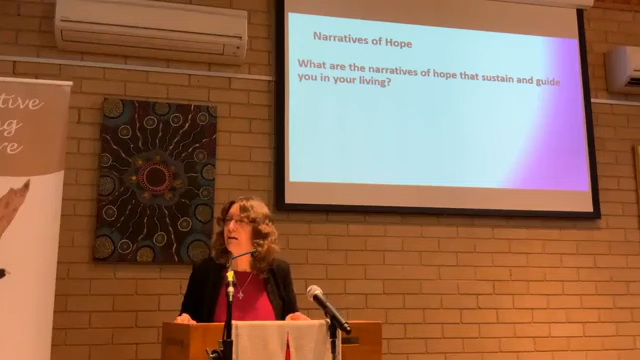 Narratives of Hope
What are the narratives of hope that sustain and guide
you in your living?